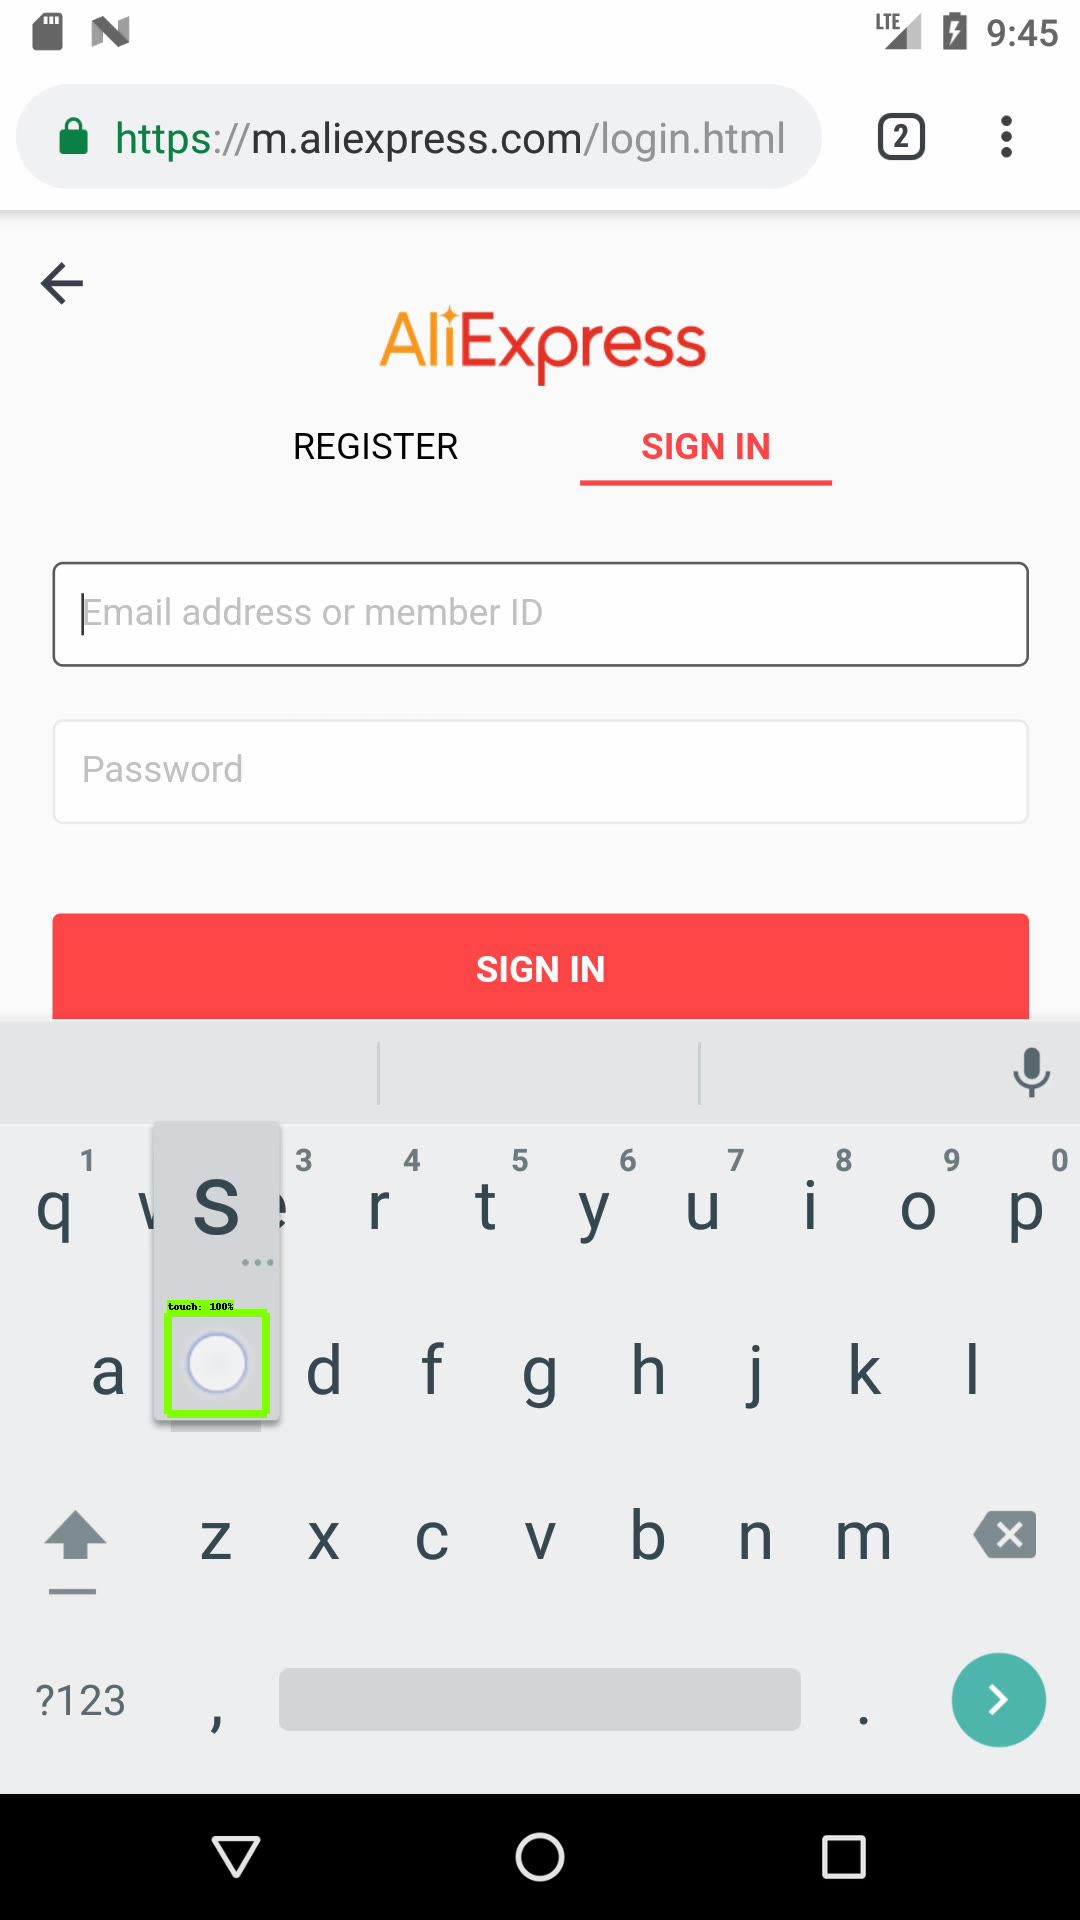 LTE 9:45
https://m.aliexpress.com/login.html 2
AliExpress
REGISTER SIGN IN
Email address or member ID
Password
SIGN IN
1 3 4 5 6 7 8 9 0
q w s e r t y u i o p
touch: 100%
a d f g h j k l
z x c v b n m
?123 , .